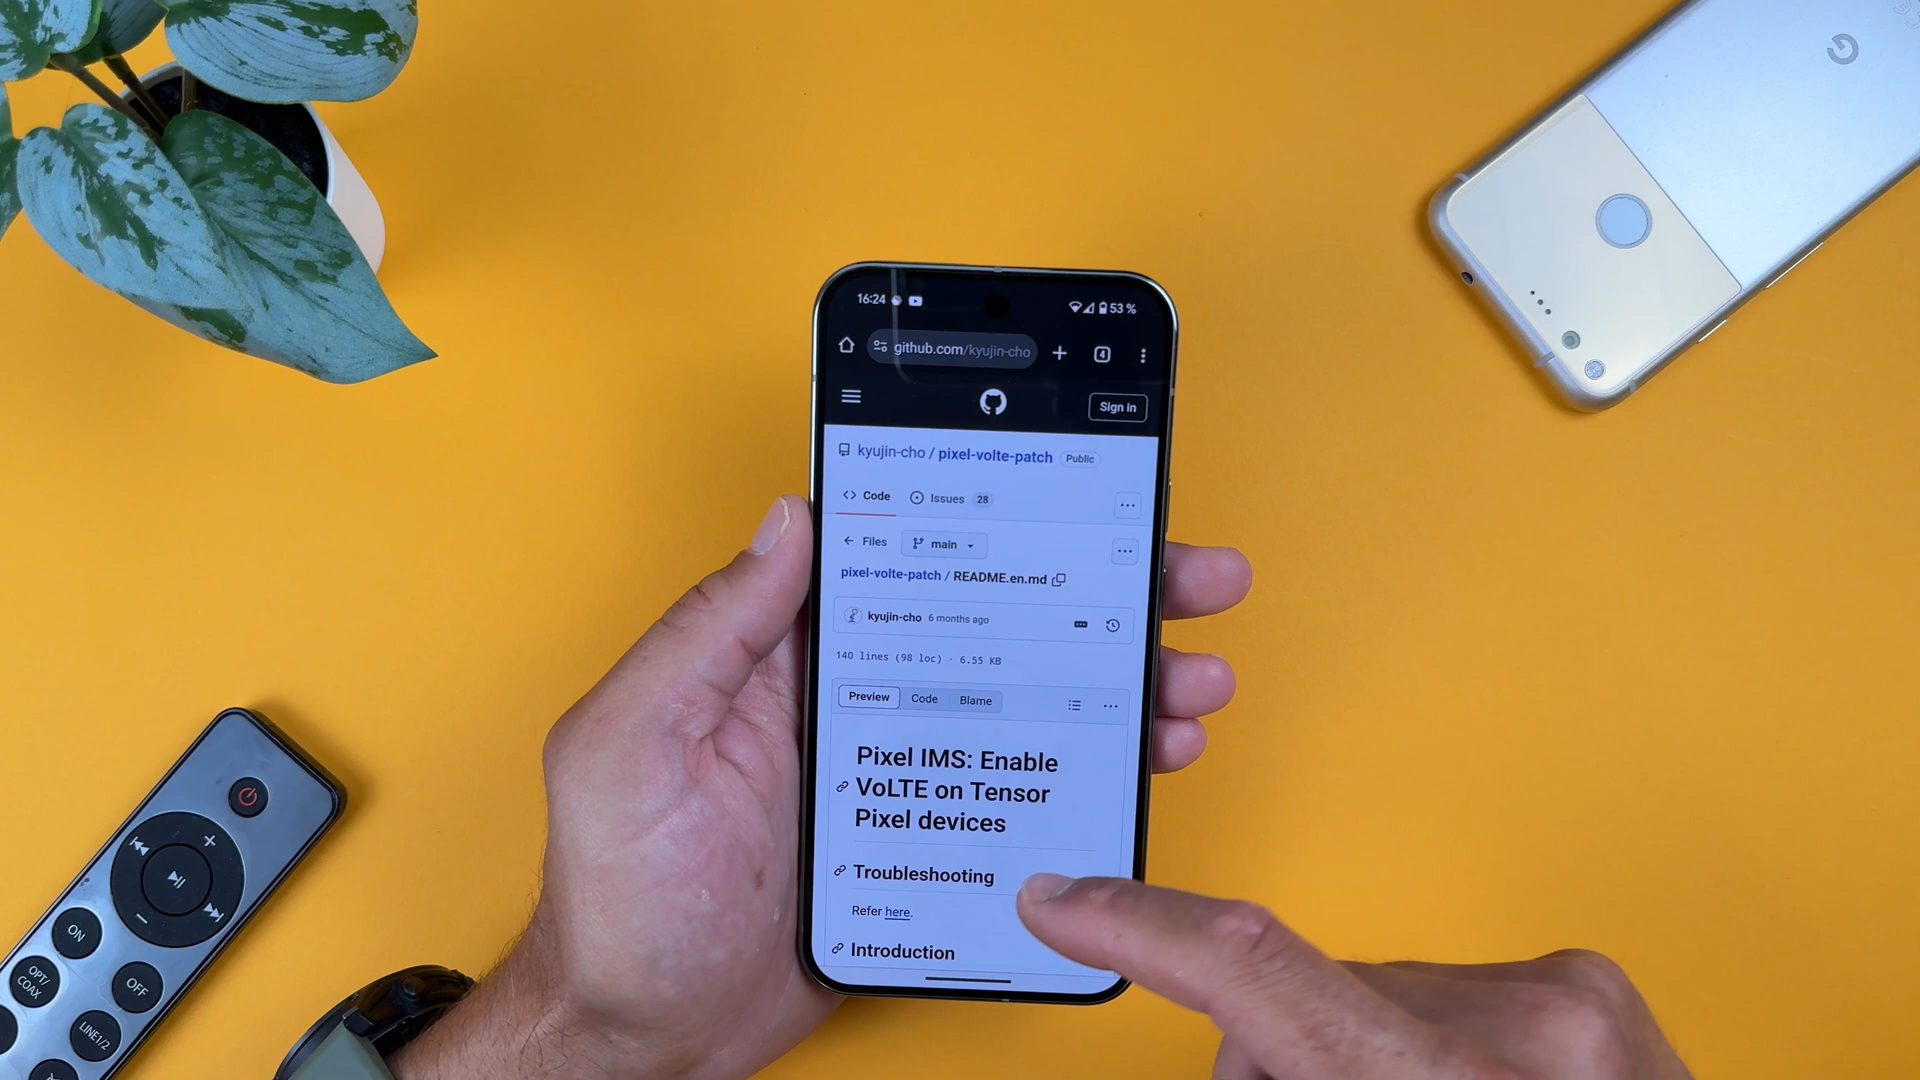 16:24
53 %
github.com/kyujin-cho
4
Sign in
kyujin-cho / pixel-volte-patch Public
Code Issues 28
Files main
pixel-volte-patch / README.en.md
kyujin-cho 6 months ago
140 lines (98 loc) · 6.55 KB
Preview Code Blame
Pixel IMS: Enable
VoLTE on Tensor
Pixel devices
Troubleshooting
Refer here.
Introduction
ON
OPT/
COAX
OFF
LINE1/2